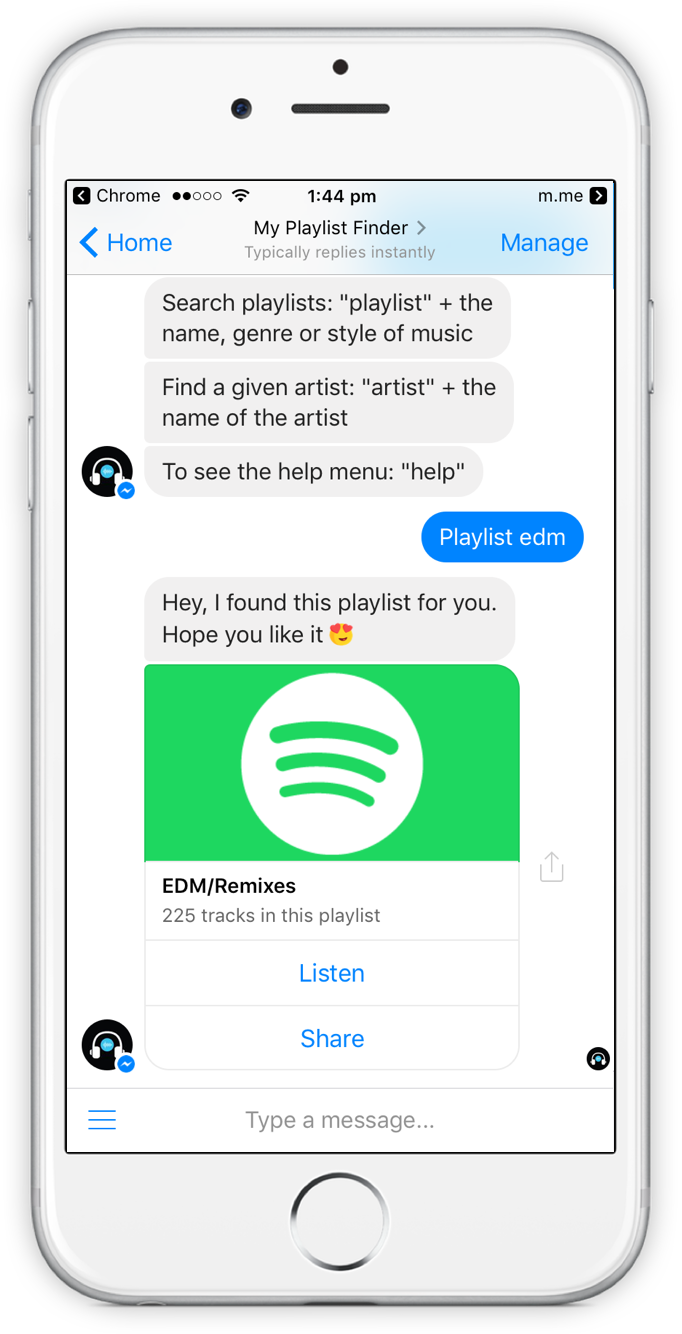 Chrome 1:44 pm m.me
Home My Playlist Finder Manage
Typically replies instantly
Search playlists: "playlist" + the
name, genre or style of music
Find a given artist: "artist" + the
name of the artist
To see the help menu: "help"
Playlist edm
Hey, I found this playlist for you.
Hope you like it 😍
EDM/Remixes
225 tracks in this playlist
Listen
Share
Type a message...